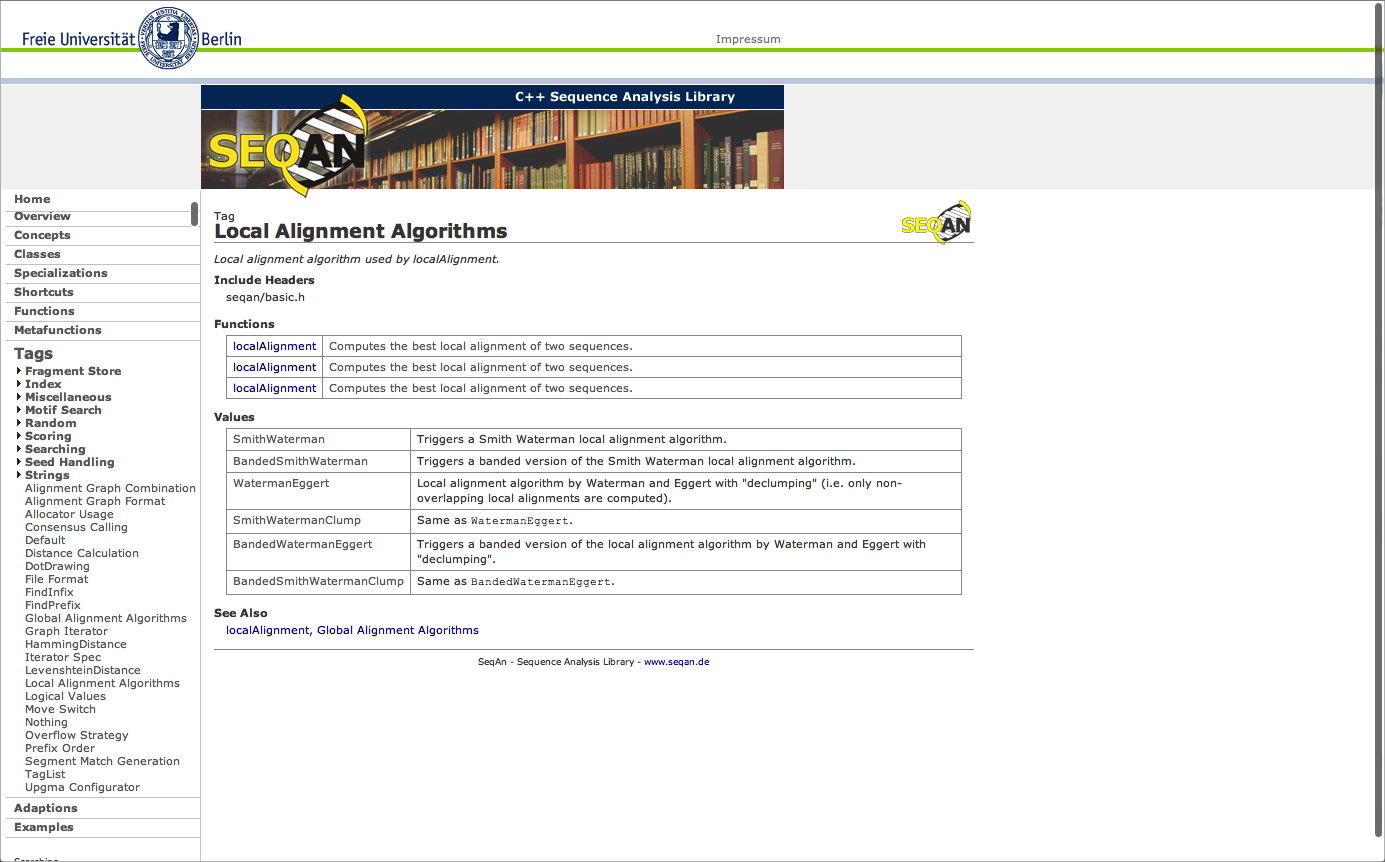 Freie Universität Berlin
Impressum
C++ Sequence Analysis Library
SEQAN
Home
Overview
Concepts
Classes
Specializations
Shortcuts
Functions
Metafunctions
Tags
Fragment Store
Index
Miscellaneous
Motif Search
Random
Scoring
Searching
Seed Handling
Strings
Alignment Graph Combination
Alignment Graph Format
Allocator Usage
Consensus Calling
Default
Distance Calculation
DotDrawing
File Format
FindInfix
FindPrefix
Global Alignment Algorithms
Graph Iterator
HammingDistance
Iterator Spec
LevenshteinDistance
Local Alignment Algorithms
Logical Values
Move Switch
Nothing
Overflow Strategy
Prefix Order
Segment Match Generation
TagList
Upgma Configurator
Adaptions
Examples
Tag
SEQAN
Local Alignment Algorithms
Local alignment algorithm used by localAlignment.
Include Headers
seqan/basic.h
Functions
localAlignment Computes the best local alignment of two sequences.
localAlignment Computes the best local alignment of two sequences.
localAlignment Computes the best local alignment of two sequences.
Values
SmithWaterman Triggers a Smith Waterman local alignment algorithm.
BandedSmithWaterman Triggers a banded version of the Smith Waterman local alignment algorithm.
WatermanEggert Local alignment algorithm by Waterman and Eggert with "declumping" (i.e. only non-
overlapping local alignments are computed).
SmithWatermanClump Same as WatermanEggert.
BandedWatermanEggert Triggers a banded version of the local alignment algorithm by Waterman and Eggert with
"declumping".
BandedSmithWatermanClump Same as BandedWatermanEggert.
See Also
localAlignment, Global Alignment Algorithms
SeqAn - Sequence Analysis Library - www.seqan.de